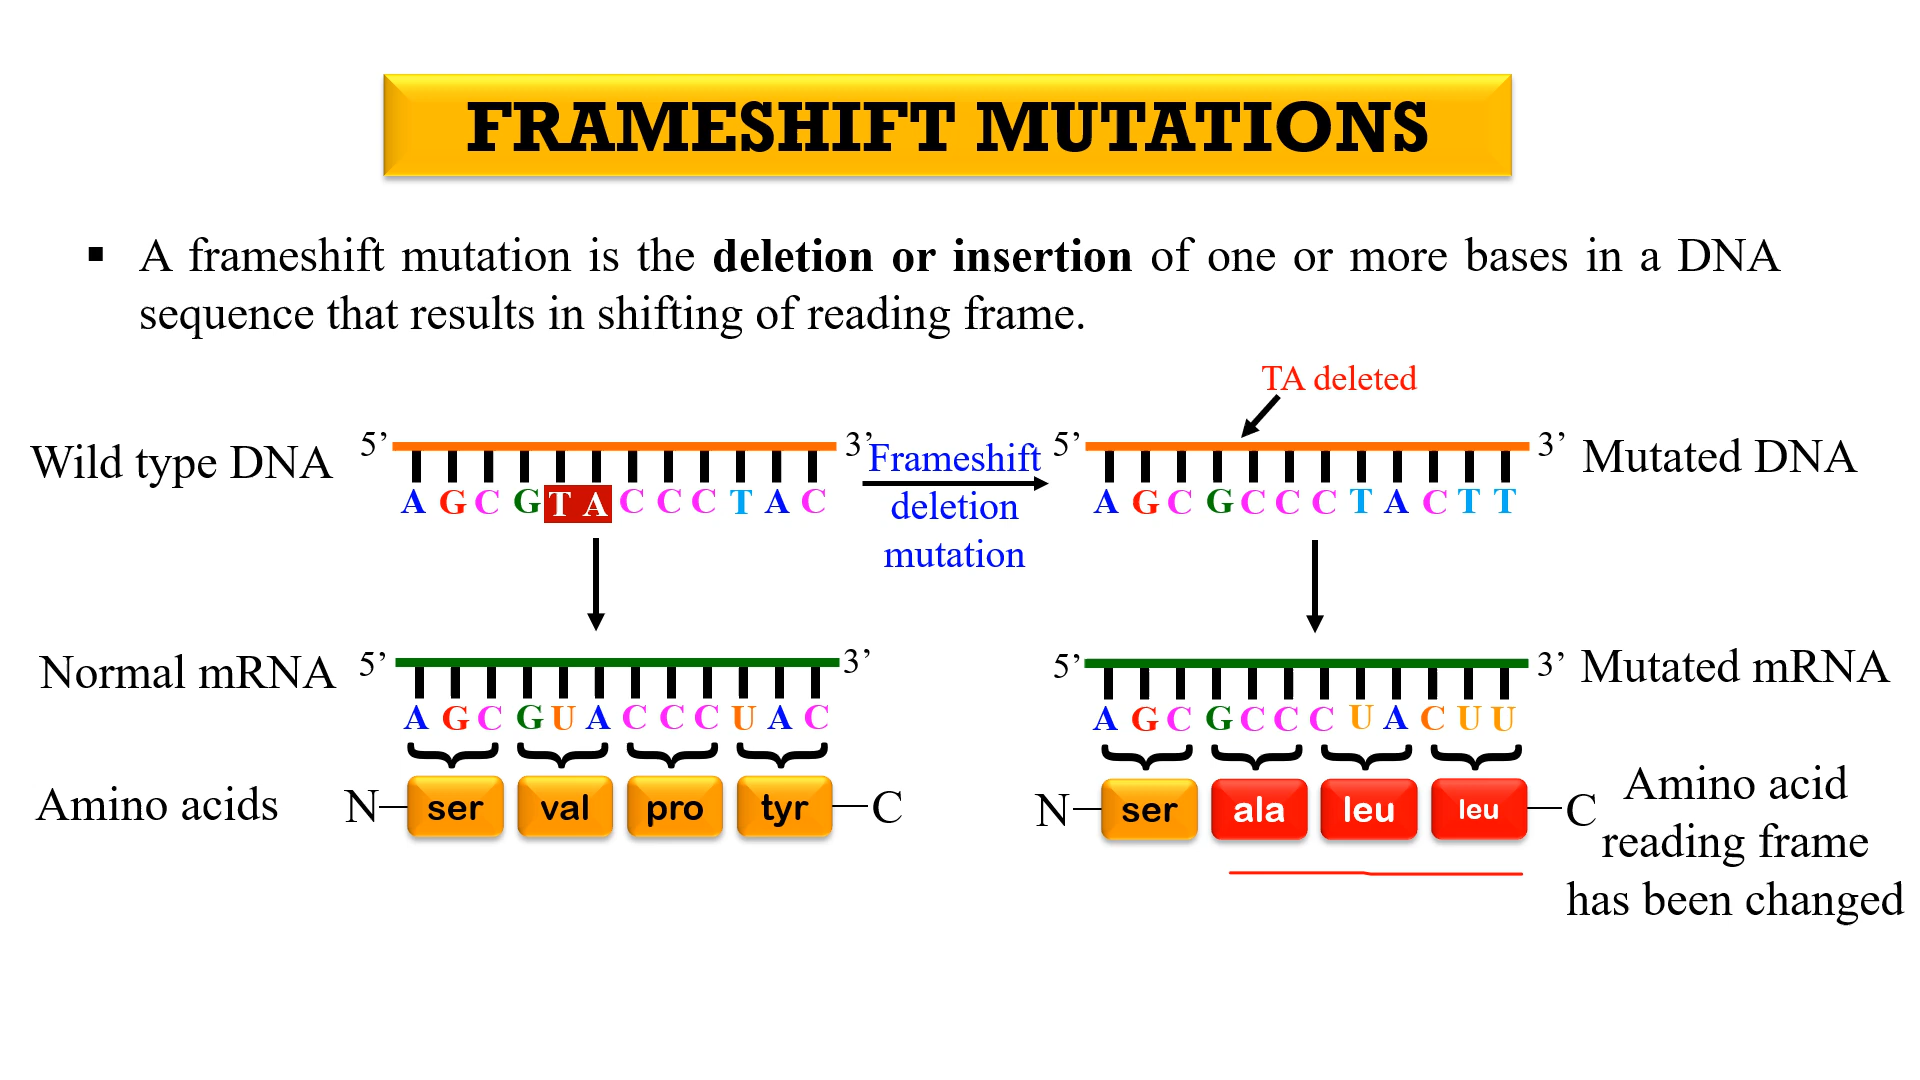 FRAMESHIFT MUTATIONS
▪ A frameshift mutation is the deletion or insertion of one or more bases in a DNA
sequence that results in shifting of reading frame.
TA deleted
Wild type DNA 5’ 3’
A G C G T A C C C T A C
Frameshift
deletion
mutation
5’ 3’ Mutated DNA
A G C G C C C T A C T T
Normal mRNA 5’ 3’
A G C G U A C C C U A C
5’ 3’ Mutated mRNA
A G C G C C C U A C U U
Amino acids N ser val pro tyr C
N ser ala leu leu C
Amino acid
reading frame
has been changed